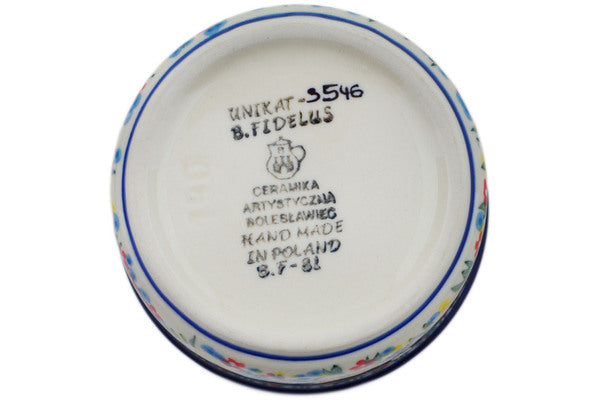 UNIKAT-3546
B.FIDELUS
CERAMIKA
ARTYSTYCZNA
BOLESŁAWIEC
HAND MADE
IN POLAND
B.F-81